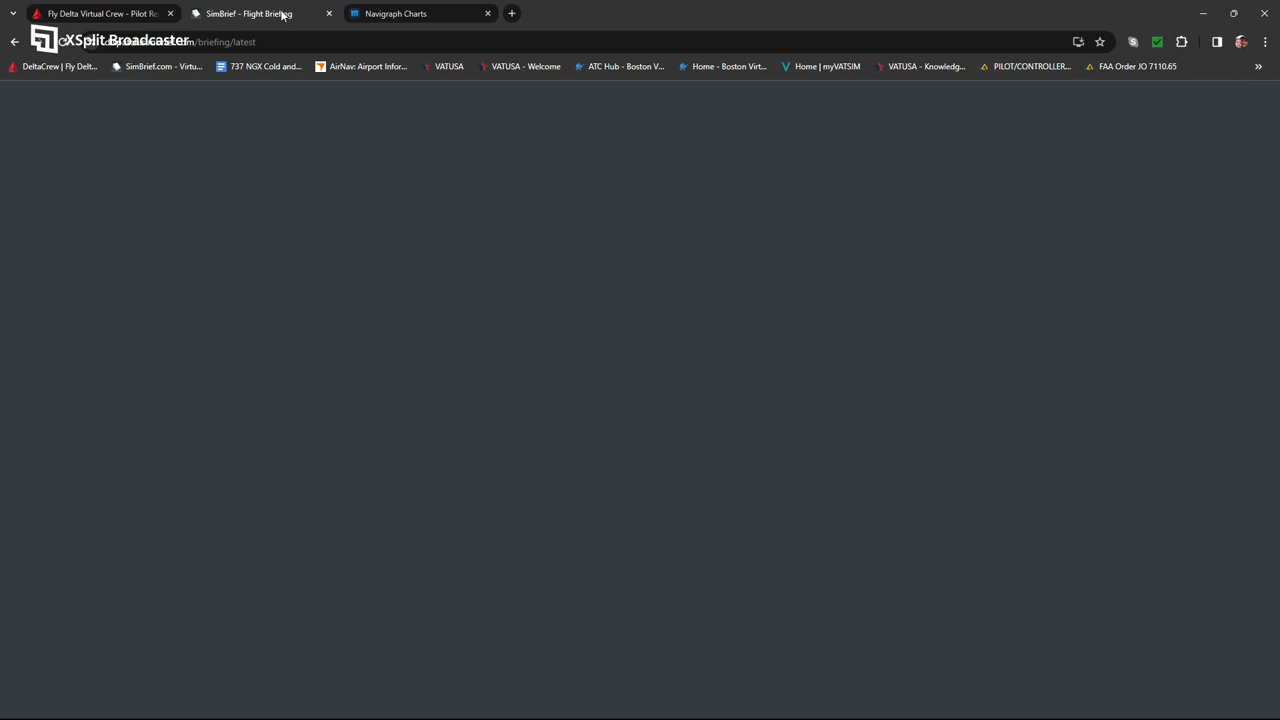 Fly Delta Virtual Crew - Pilot Re
SimBrief - Flight Briefing
Navigraph Charts
XSplit Broadcaster
/briefing/latest
DeltaCrew | Fly Delt...
SimBrief.com - Virtu...
737 NGX Cold and...
AirNav: Airport Infor...
VATUSA
VATUSA - Welcome
ATC Hub - Boston V...
Home - Boston Virt...
Home | myVATSIM
VATUSA - Knowledg...
PILOT/CONTROLLER...
FAA Order JO 7110.65